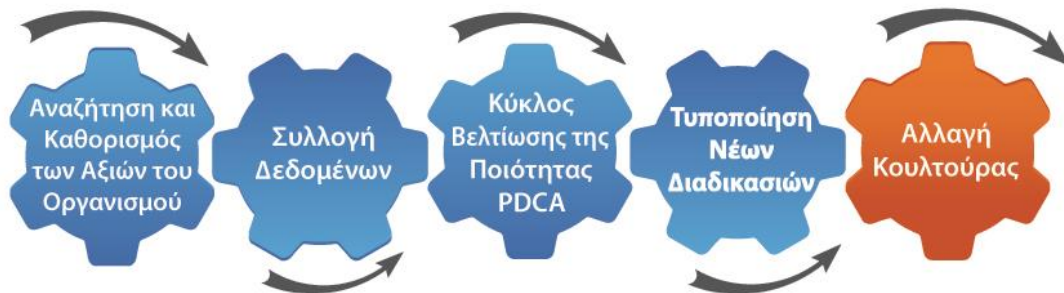 Αναζήτηση και
Καθορισμός
των Αξιών του
Οργανισμού
Συλλογή
Δεδομένων
Κύκλος
Βελτίωσης της
Ποιότητας
PDCA
Τυποποίηση
Νέων
Διαδικασιών
Αλλαγή
Κουλτούρας